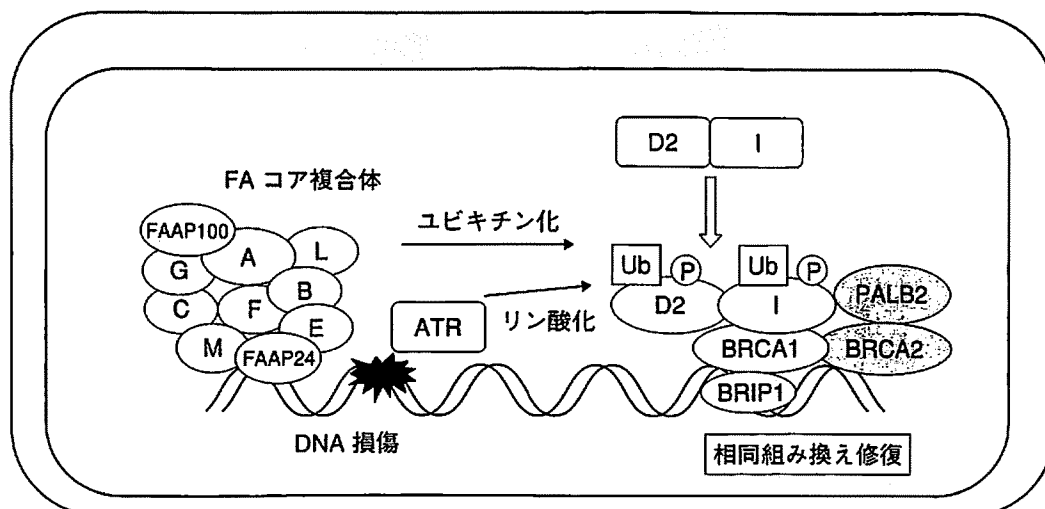 D2
I
FA コア複合体
FAAP100
A
L
G
B
C
F
E
M
FAAP24
ユビキチン化
ATR
リン酸化
Ub
P
D2
Ub
P
I
PALB2
BRCA1
BRCA2
BRIP1
DNA 損傷
相同組み換え修復